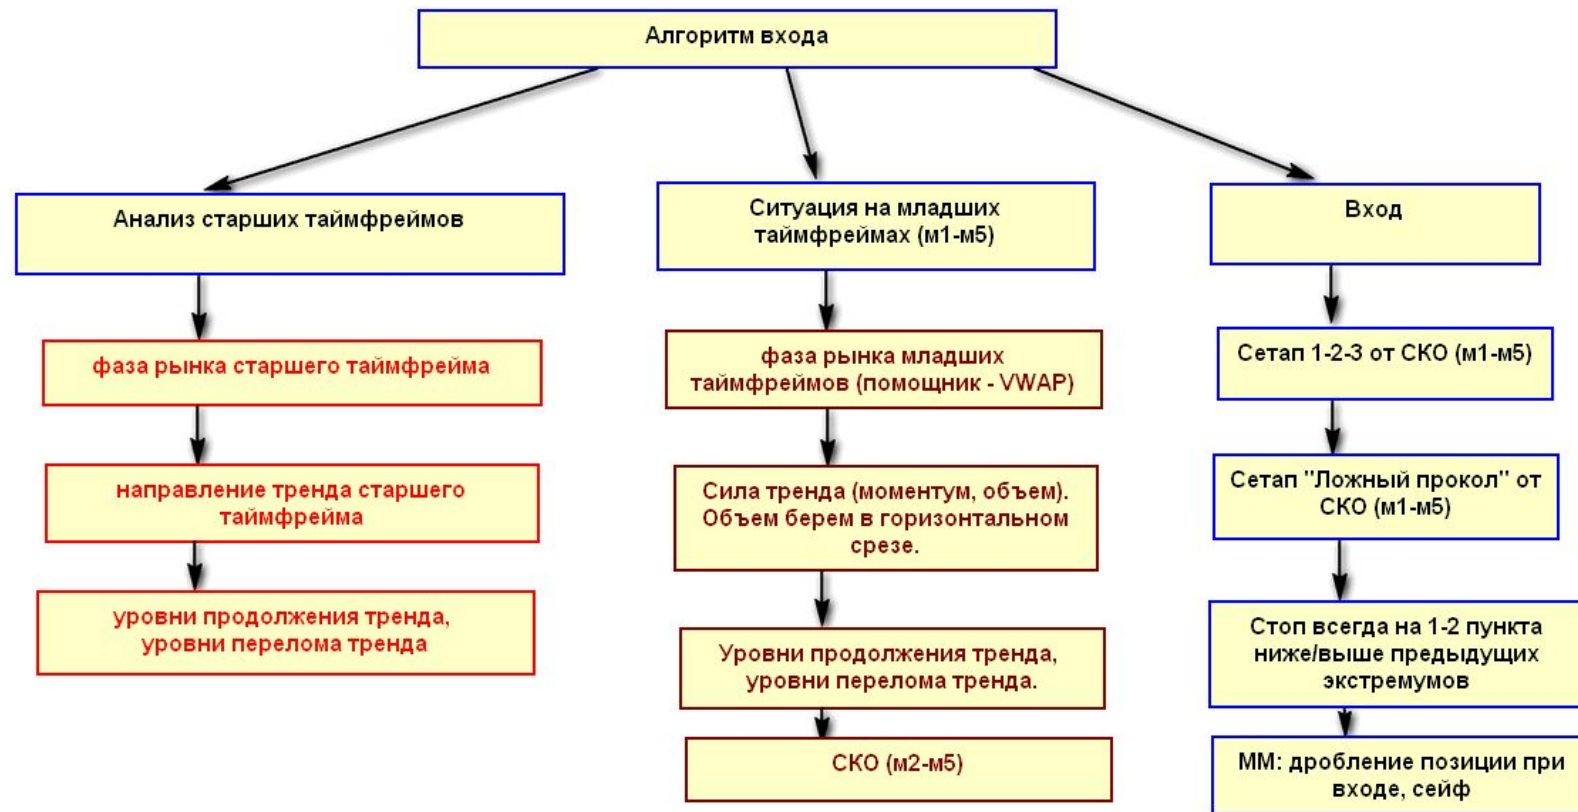 Алгоритм входа
Анализ старших таймфреймов
фаза рынка старшего таймфрейма
направление тренда старшего
таймфрейма
уровни продолжения тренда,
уровни перелома тренда
Ситуация на младших
таймфреймах (м1-м5)
фаза рынка младших
таймфреймов (помощник - VWAP)
Сила тренда (моментум, объем).
Объем берем в горизонтальном
срезе.
Уровни продолжения тренда,
уровни перелома тренда.
СКО (м2-м5)
Вход
Сетап 1-2-3 от СКО (м1-м5)
Сетап "Ложный прокол" от
СКО (м1-м5)
Стоп всегда на 1-2 пункта
ниже/выше предыдущих
экстремумов
ММ: дробление позиции при
входе, сейф